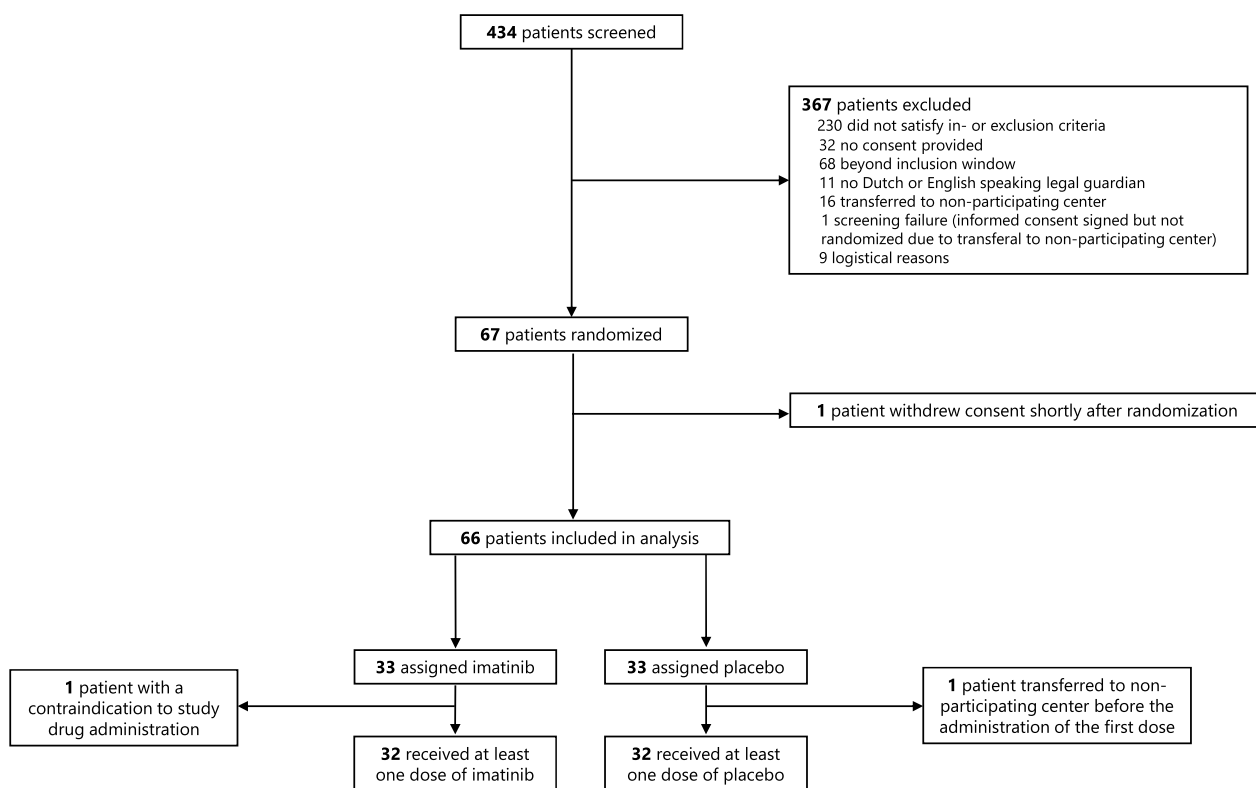 434 patients screened
367 patients excluded
230 did not satisfy in- or exclusion criteria
32 no consent provided
68 beyond inclusion window
11 no Dutch or English speaking legal guardian
16 transferred to non-participating center
1 screening failure (informed consent signed but not
randomized due to transferal to non-participating center)
9 logistical reasons
67 patients randomized
1 patient withdrew consent shortly after randomization
66 patients included in analysis
33 assigned imatinib
33 assigned placebo
1 patient with a
contraindication to study
drug administration
1 patient transferred to non-
participating center before the
administration of the first dose
32 received at least
one dose of imatinib
32 received at least
one dose of placebo